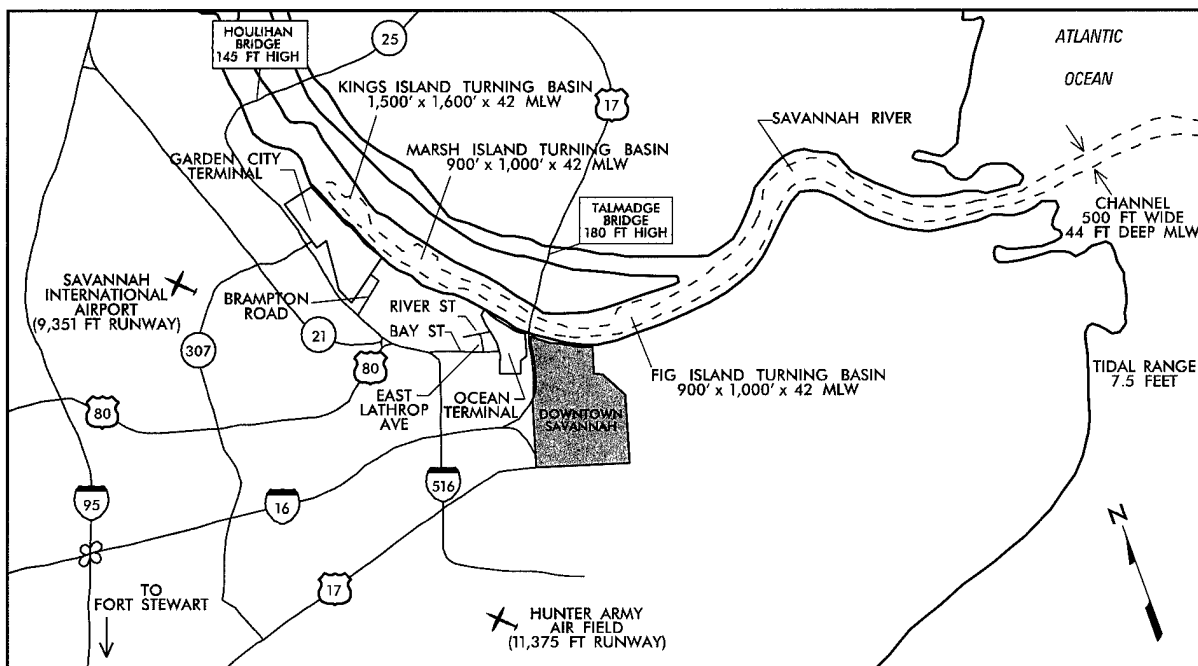 HOULIHAN
BRIDGE
145 FT HIGH
25
ATLANTIC
OCEAN
KINGS ISLAND TURNING BASIN
1,500' x 1,600' x 42 MLW
17
SAVANNAH RIVER
MARSH ISLAND TURNING BASIN
900' x 1,000' x 42 MLW
GARDEN CITY
TERMINAL
TALMADGE
BRIDGE
180 FT HIGH
CHANNEL
500 FT WIDE
44 FT DEEP MLW
SAVANNAH
INTERNATIONAL
AIRPORT
(9,351 FT RUNWAY)
BRAMPTON
ROAD
RIVER ST
BAY ST
21
307
80
80
EAST
LATHROP
AVE
OCEAN
TERMINAL
FIG ISLAND TURNING BASIN
900' x 1,000' x 42 MLW
TIDAL RANGE
7.5 FEET
DOWNTOWN
SAVANNAH
95
16
516
N
17
TO
FORT STEWART
HUNTER ARMY
AIR FIELD
(11,375 FT RUNWAY)